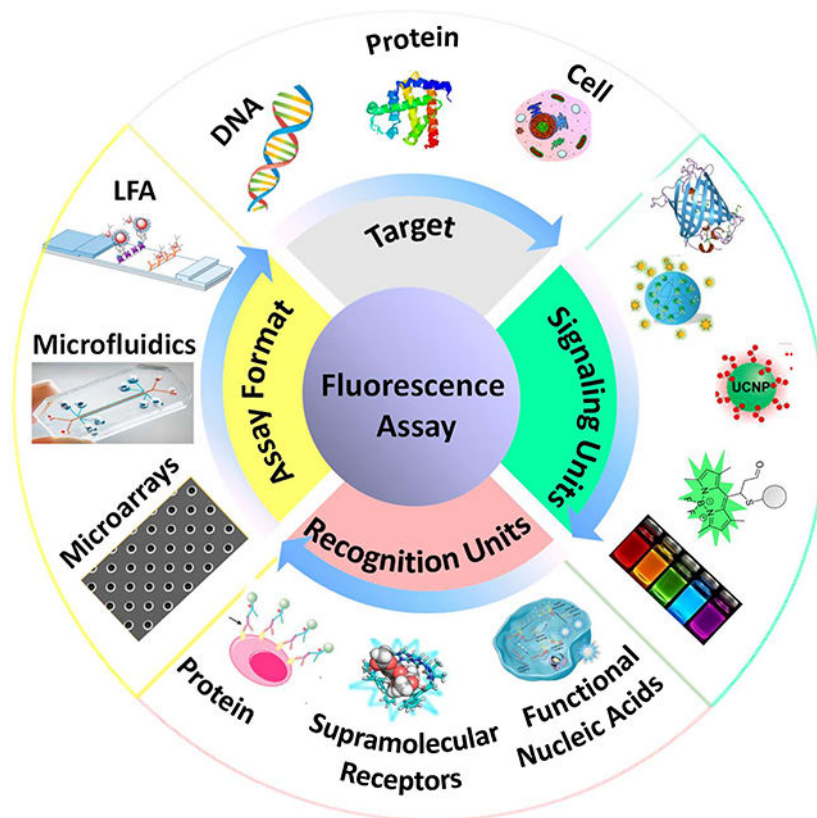 Protein
Cell
DNA
LFA
Target
Microfluidics
Assay Format
Fluorescence
Assay
Signaling Units
UCNP
O
S
N
N
B
F
F
Microarrays
Recognition Units
Protein
Supramolecular
Receptors
Functional
Nucleic Acids